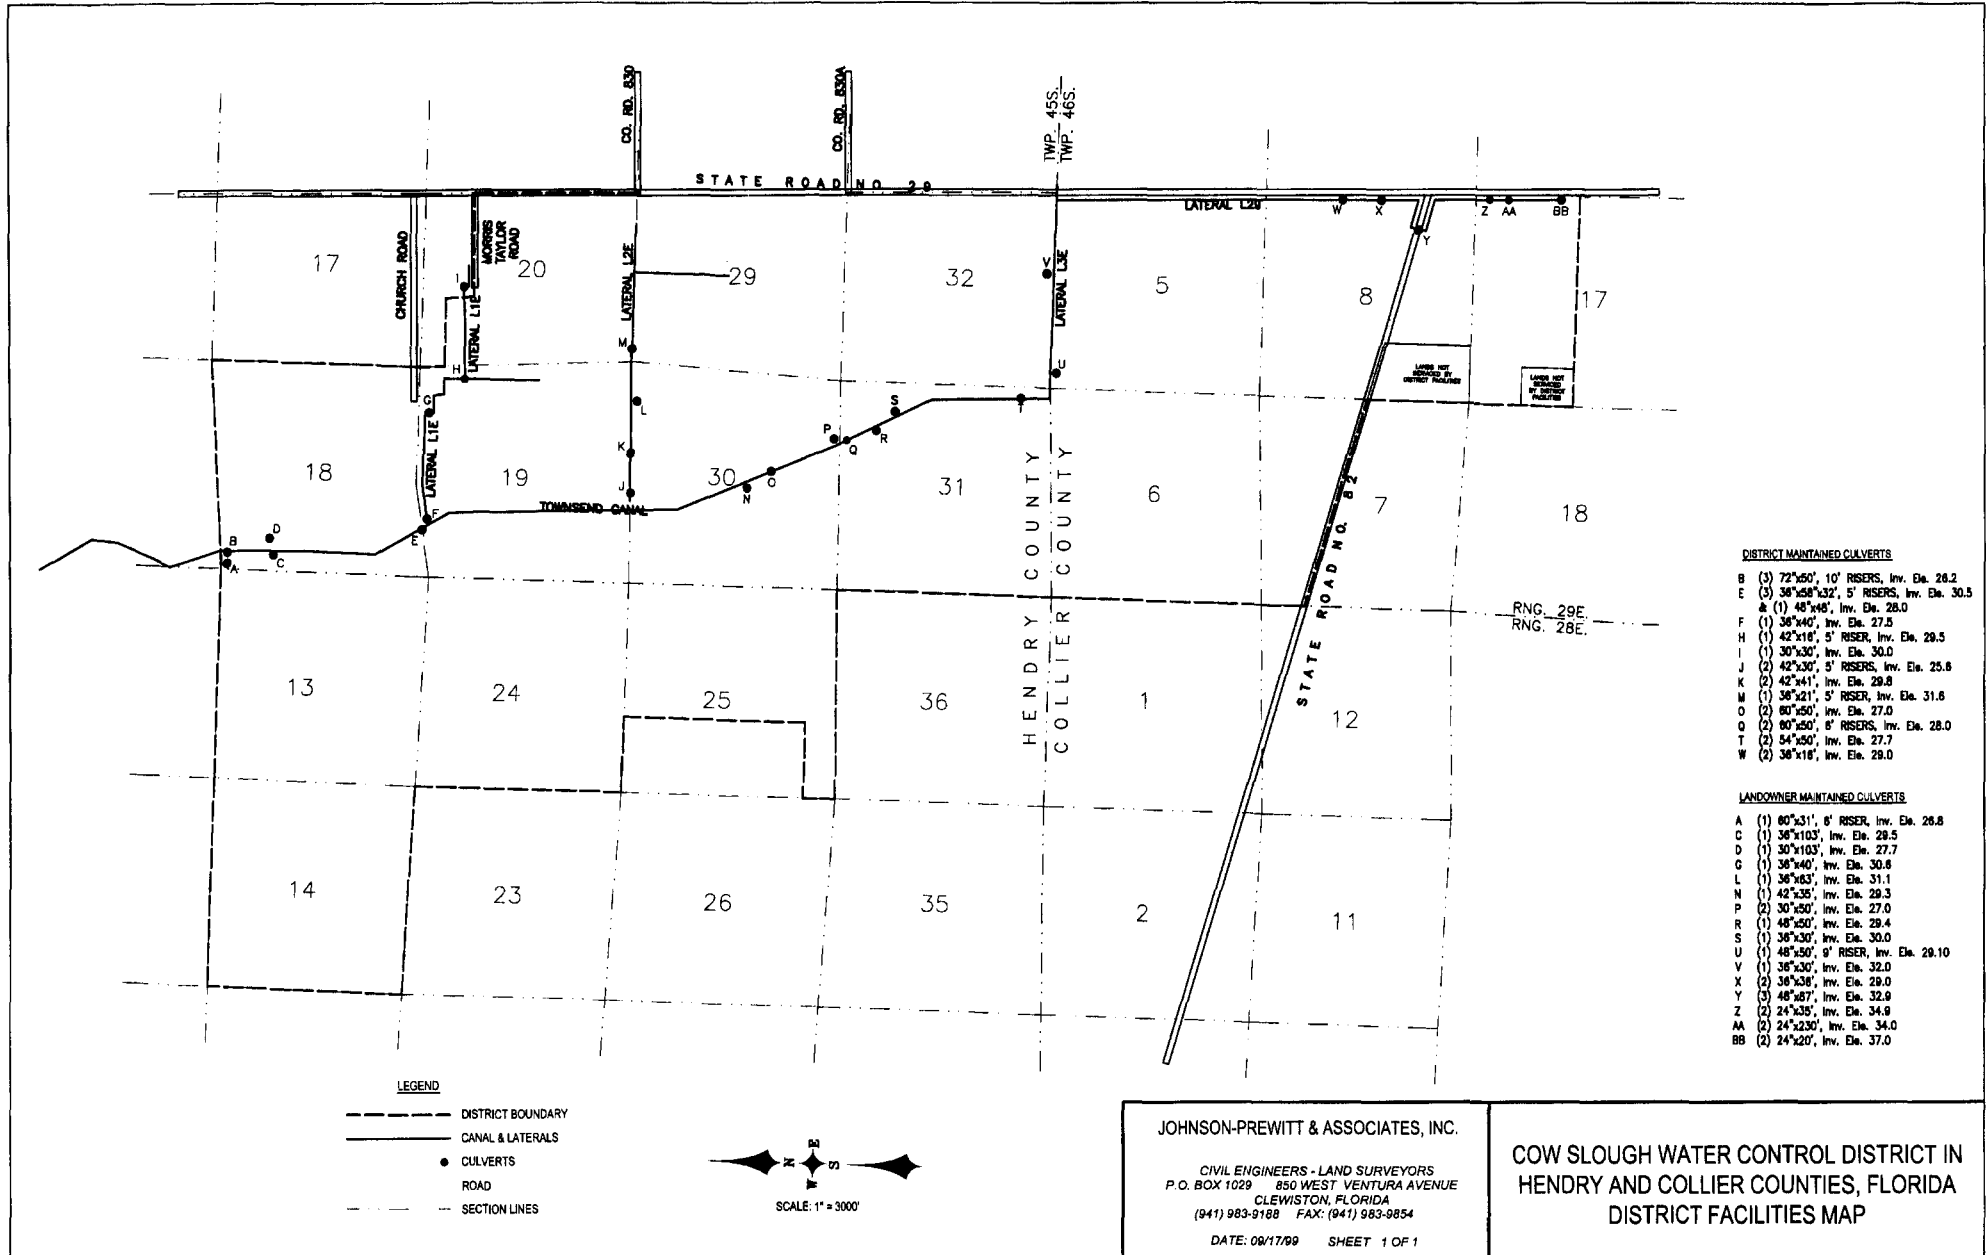 CO. RD. 830
CO. RD. 830A
TWP. 45S.
TWP. 46S.
STATE ROAD NO. 29
LATERAL L29
W
X
Y
Z
AA
BB
17
CHURCH ROAD
MORRIS
TAYLOR
ROAD
20
LATERAL L2E
29
32
V
LATERAL L3E
5
8
17
I
LATERAL L1E
H
M
U
LANDS NOT
SERVICED BY
DISTRICT FACILITIES
LANDS NOT
SERVICED
BY DISTRICT
FACILITIES
G
L
S
T
P
R
Q
18
LATERAL L1E
19
K
J
30
O
N
31
6
7
18
TOWNSEND CANAL
F
E
D
B
C
A
HENDRY COUNTY
COLLIER COUNTY
STATE ROAD NO. 82
RNG. 29E.
RNG. 28E.
13
24
25
36
1
12
14
23
26
35
2
11
DISTRICT MAINTAINED CULVERTS
B (3) 72"x50', 10' RISERS, Inv. Ele. 26.2
E (3) 36"x58"x32', 5' RISERS, Inv. Ele. 30.5
& (1) 48"x48', Inv. Ele. 28.0
F (1) 36"x40', Inv. Ele. 27.5
H (1) 42"x16', 5' RISER, Inv. Ele. 29.5
I (1) 30"x30', Inv. Ele. 30.0
J (2) 42"x30', 5' RISERS, Inv. Ele. 25.6
K (2) 42"x41', Inv. Ele. 29.8
M (1) 36"x21', 5' RISER, Inv. Ele. 31.6
O (2) 60"x50', Inv. Ele. 27.0
Q (2) 60"x50', 6' RISERS, Inv. Ele. 28.0
T (2) 54"x50', Inv. Ele. 27.7
W (2) 36"x16', Inv. Ele. 29.0
LANDOWNER MAINTAINED CULVERTS
A (1) 60"x31', 6' RISER, Inv. Ele. 26.8
C (1) 36"x103', Inv. Ele. 29.5
D (1) 30"x103', Inv. Ele. 27.7
G (1) 36"x40', Inv. Ele. 30.6
L (1) 36"x63', Inv. Ele. 31.1
N (1) 42"x35', Inv. Ele. 29.3
P (2) 30"x50', Inv. Ele. 27.0
R (1) 48"x50', Inv. Ele. 29.4
S (1) 36"x30', Inv. Ele. 30.0
U (1) 48"x50', 9' RISER, Inv. Ele. 29.10
V (1) 36"x30', Inv. Ele. 32.0
X (2) 36"x36', Inv. Ele. 29.0
Y (3) 48"x87', Inv. Ele. 32.9
Z (2) 24"x35', Inv. Ele. 34.9
AA (2) 24"x230', Inv. Ele. 34.0
BB (2) 24"x20', Inv. Ele. 37.0
LEGEND
DISTRICT BOUNDARY
CANAL & LATERALS
CULVERTS
ROAD
SECTION LINES
N
E
S
W
SCALE: 1" = 3000'
JOHNSON-PREWITT & ASSOCIATES, INC.
CIVIL ENGINEERS - LAND SURVEYORS
P.O. BOX 1029 850 WEST VENTURA AVENUE
CLEWISTON, FLORIDA
(941) 983-9188 FAX: (941) 983-9854
DATE: 09/17/99 SHEET 1 OF 1
COW SLOUGH WATER CONTROL DISTRICT IN
HENDRY AND COLLIER COUNTIES, FLORIDA
DISTRICT FACILITIES MAP